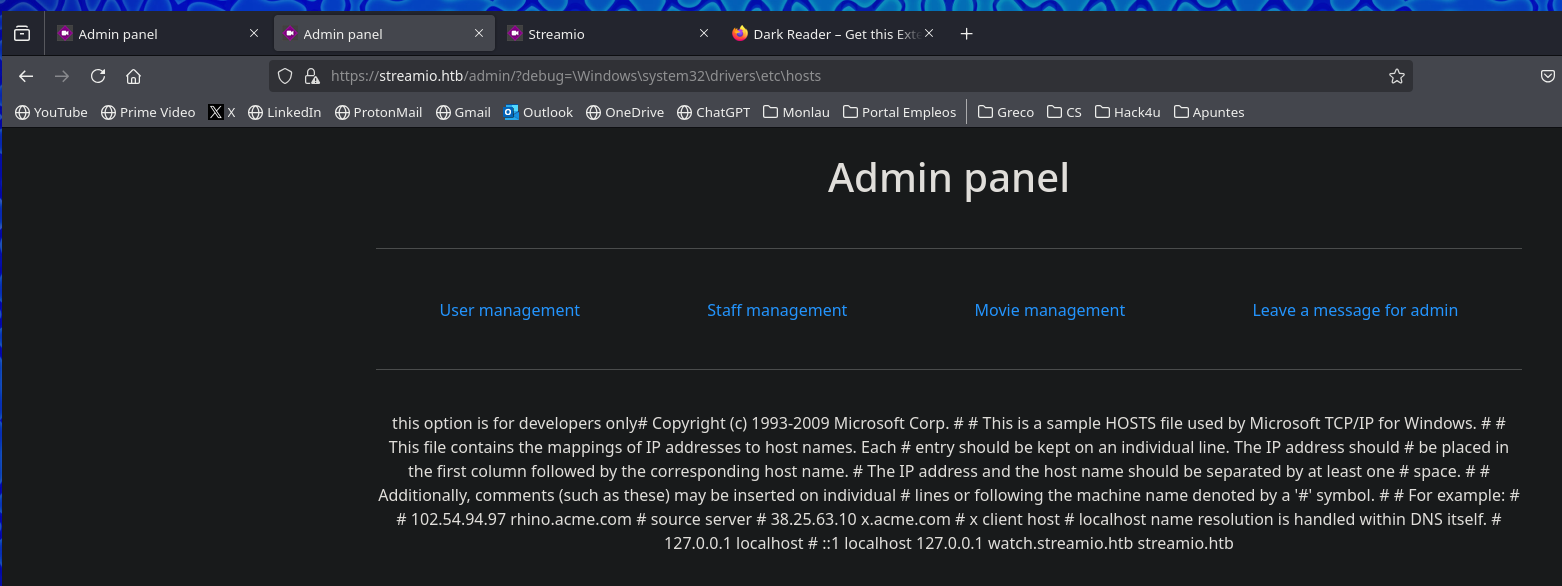 Admin panel
Admin panel
Streamio
Dark Reader – Get this Exte
https://streamio.htb/admin/?debug=\Windows\system32\drivers\etc\hosts
YouTube
Prime Video
X
LinkedIn
ProtonMail
Gmail
Outlook
OneDrive
ChatGPT
Monlau
Portal Empleos
Greco
CS
Hack4u
Apuntes
Admin panel
User management
Staff management
Movie management
Leave a message for admin
this option is for developers only# Copyright (c) 1993-2009 Microsoft Corp. # # This is a sample HOSTS file used by Microsoft TCP/IP for Windows. # #
This file contains the mappings of IP addresses to host names. Each # entry should be kept on an individual line. The IP address should # be placed in
the first column followed by the corresponding host name. # The IP address and the host name should be separated by at least one # space. # #
Additionally, comments (such as these) may be inserted on individual # lines or following the machine name denoted by a '#' symbol. # # For example: #
# 102.54.94.97 rhino.acme.com # source server # 38.25.63.10 x.acme.com # x client host # localhost name resolution is handled within DNS itself. #
127.0.0.1 localhost # ::1 localhost 127.0.0.1 watch.streamio.htb streamio.htb